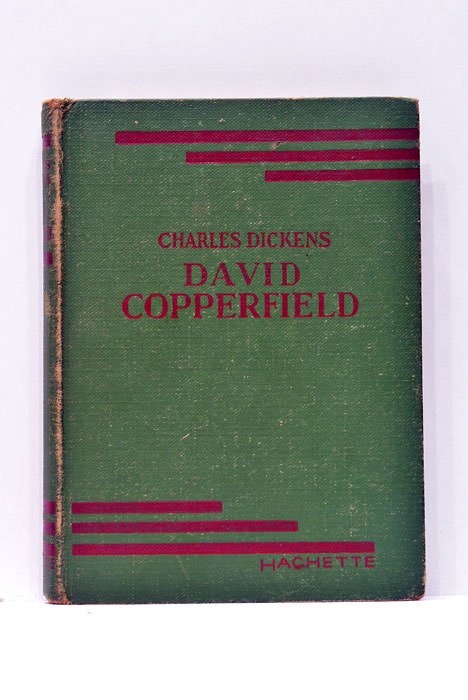 CHARLES DICKENS
DAVID
COPPERFIELD
HACHETTE